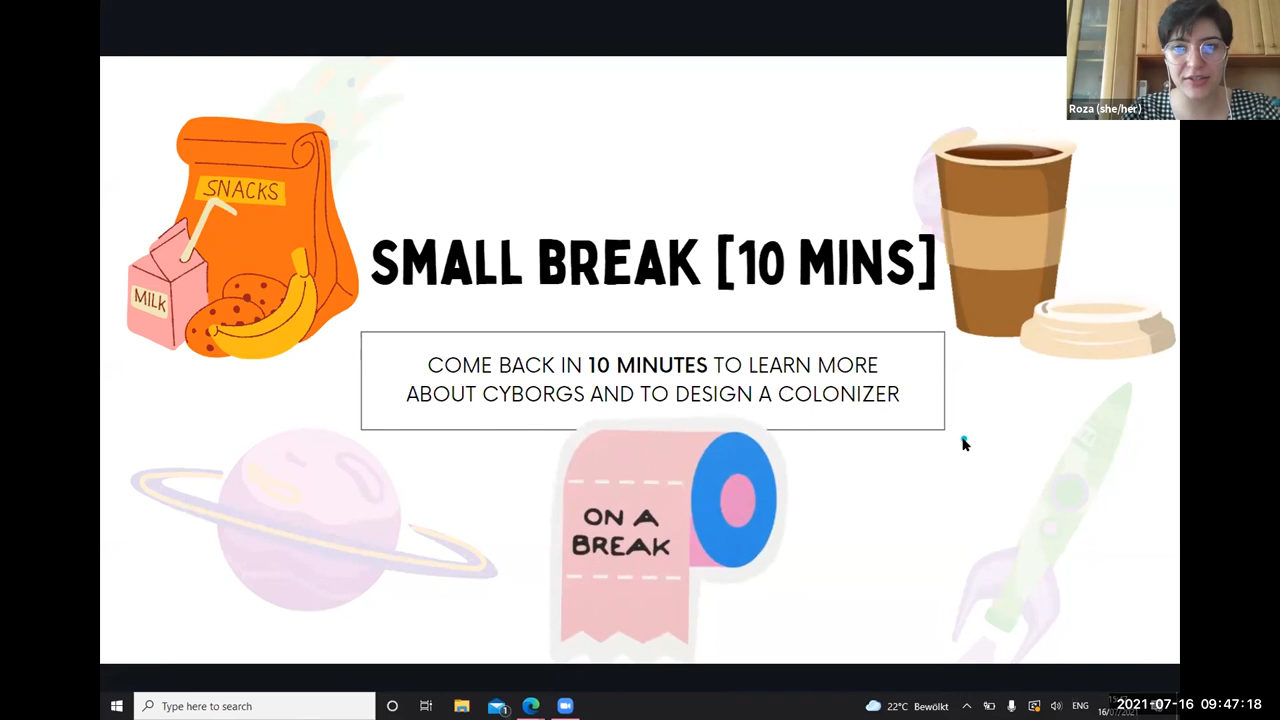 Roza (she/her)
SNACKS
MILK
SMALL BREAK [10 MINS]
COME BACK IN 10 MINUTES TO LEARN MORE
ABOUT CYBORGS AND TO DESIGN A COLONIZER
ON A
BREAK
Type here to search
1
22°C Bewölkt
ENG
2021-07-16 09:47:18